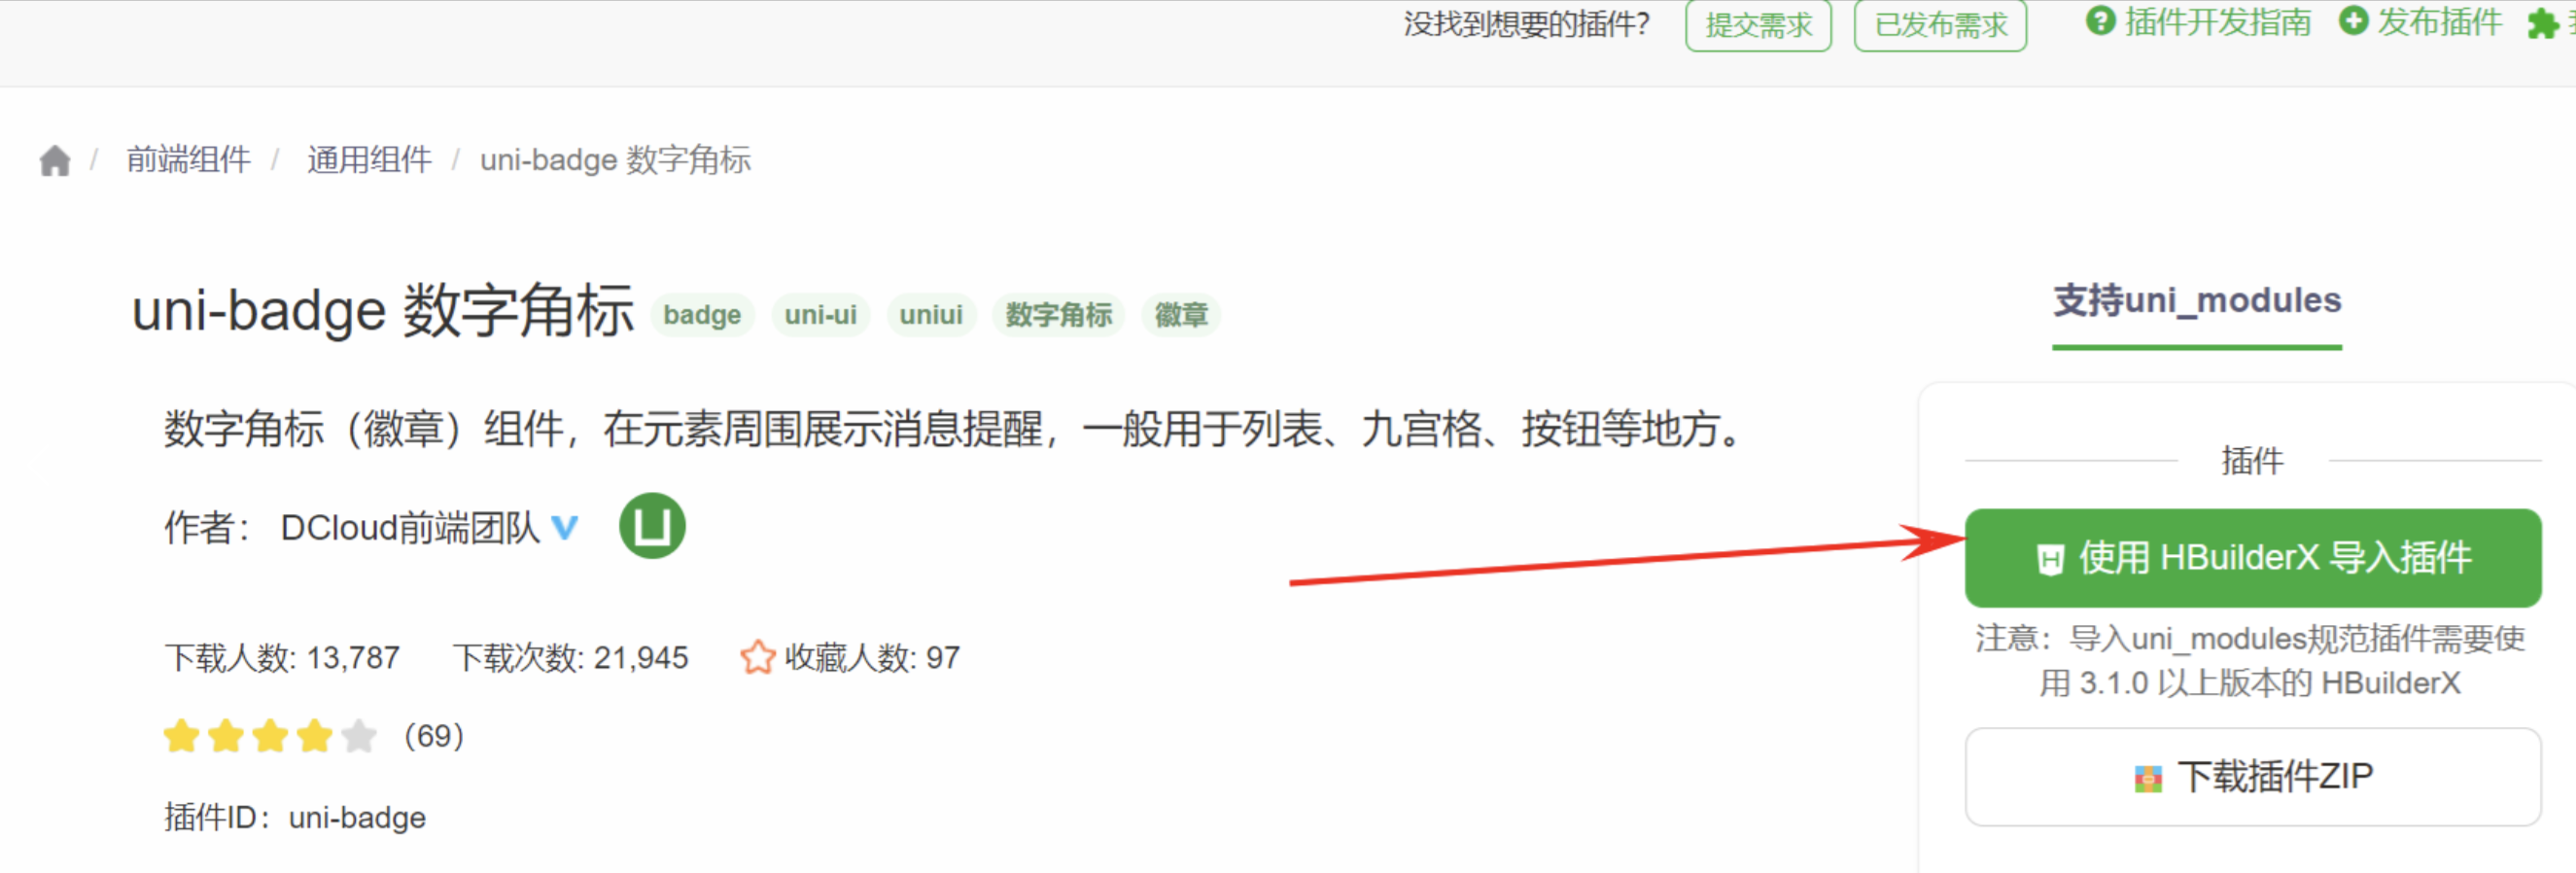 没找到想要的插件? 提交需求 已发布需求 插件开发指南 发布插件
/ 前端组件 / 通用组件 / uni-badge 数字角标
uni-badge 数字角标 badge uni-ui uniui 数字角标 徽章
支持uni_modules
数字角标（徽章）组件，在元素周围展示消息提醒，一般用于列表、九宫格、按钮等地方。
插件
作者： DCloud前端团队
使用 HBuilderX 导入插件
注意：导入uni_modules规范插件需要使
用 3.1.0 以上版本的 HBuilderX
下载人数: 13,787 下载次数: 21,945 收藏人数: 97
（69）
下载插件ZIP
插件ID：uni-badge